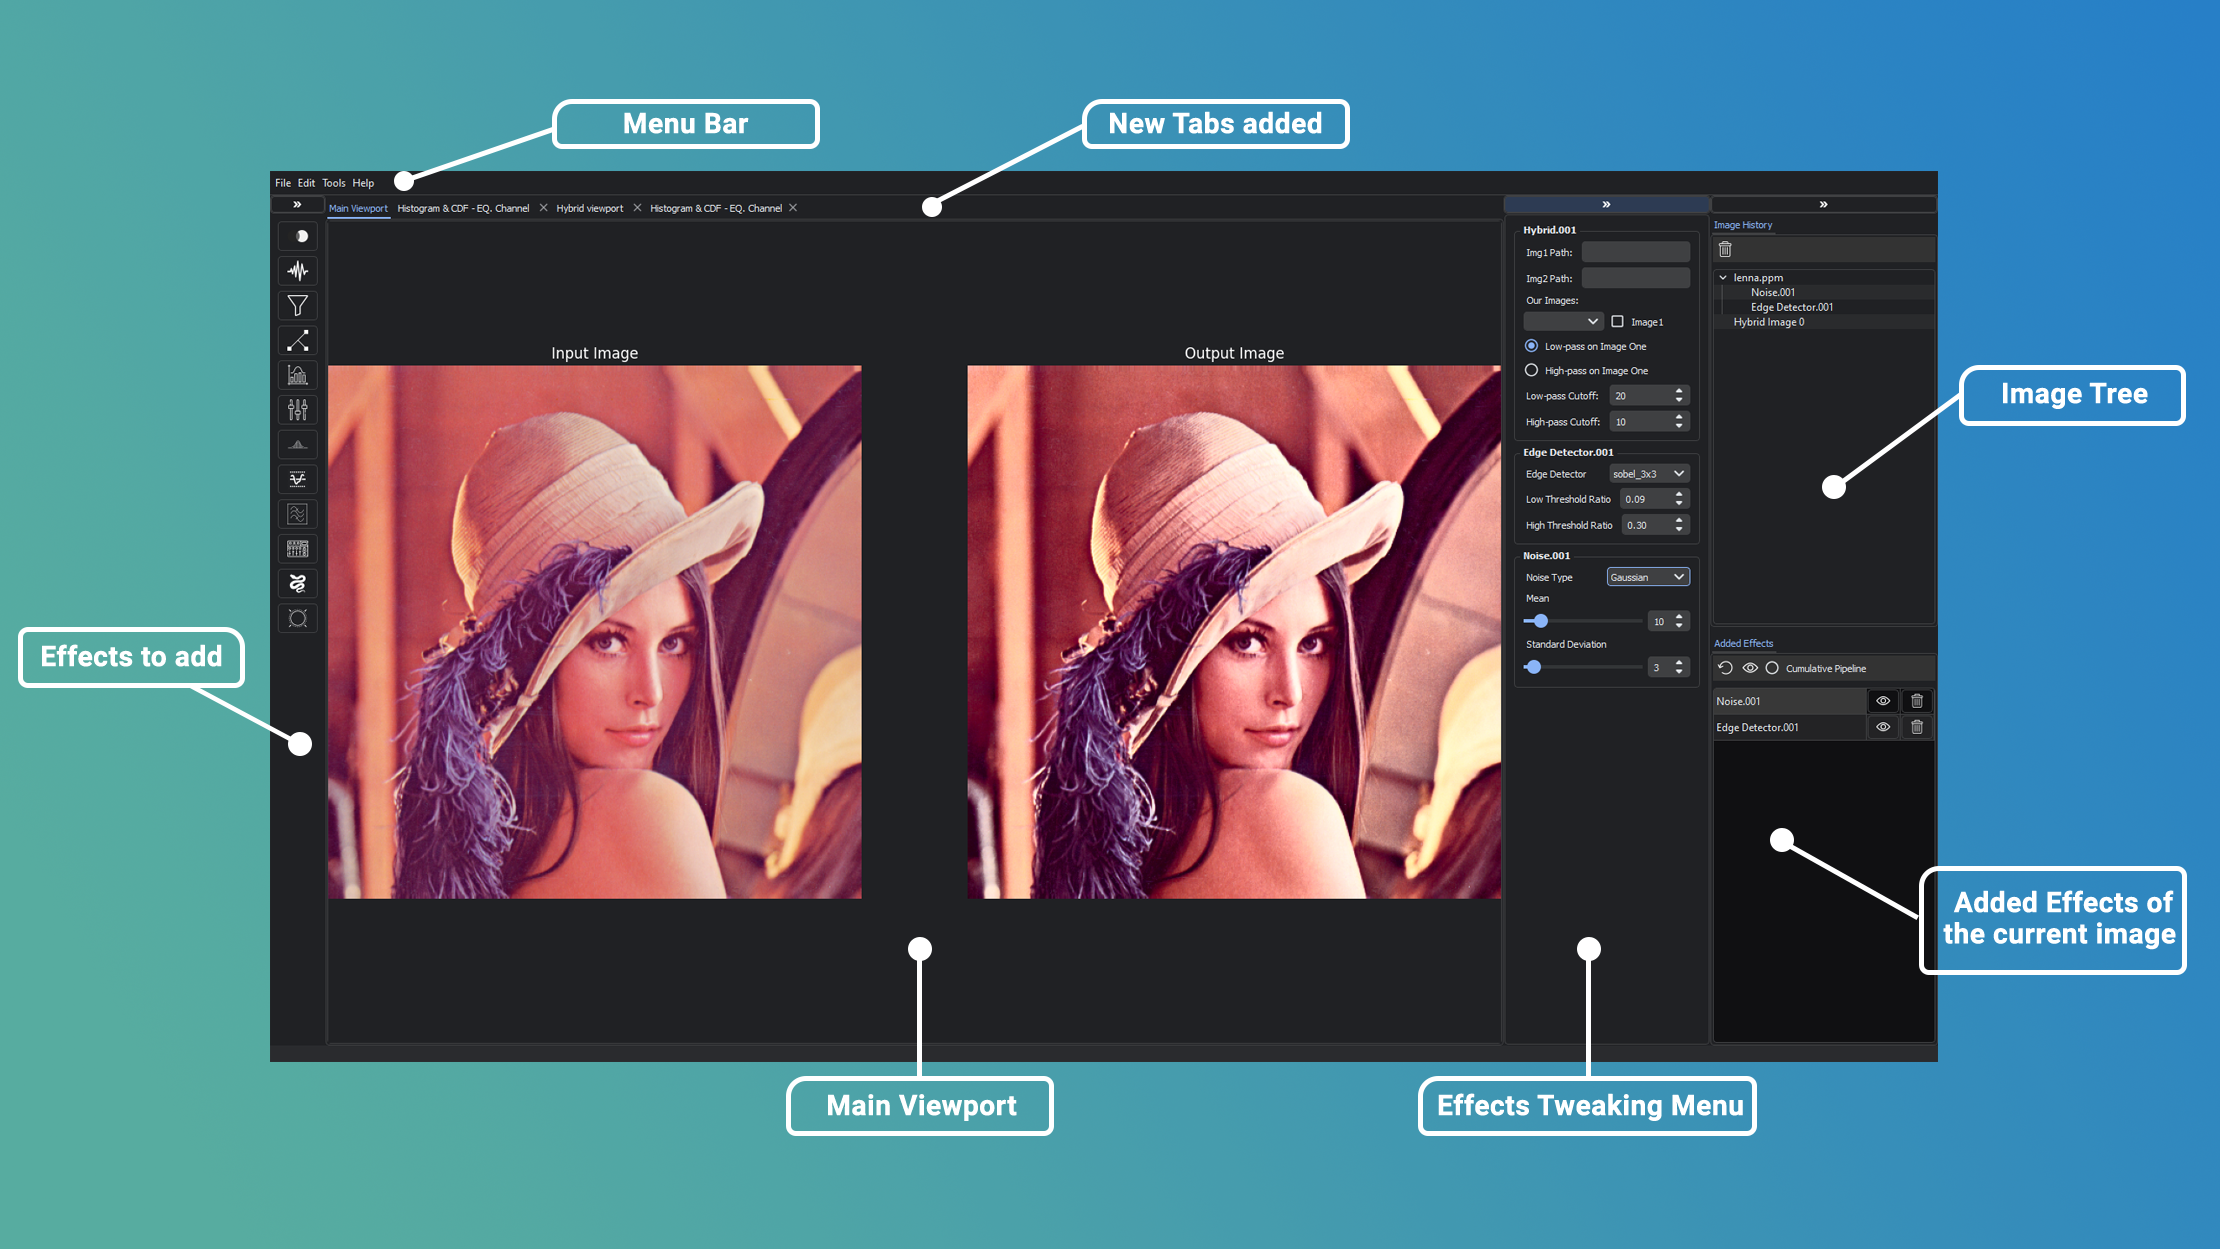 Menu Bar
New Tabs added
File Edit Tools Help
Main Viewport Histogram & CDF - EQ. Channel Hybrid viewport Histogram & CDF - EQ. Channel
Input Image
Output Image
Hybrid.001
Img1 Path:
Img2 Path:
Our Images:
Image1
Low-pass on Image One
High-pass on Image One
Low-pass Cutoff: 20
High-pass Cutoff: 10
Edge Detector.001
Edge Detector sobel_3x3
Low Threshold Ratio 0.09
High Threshold Ratio 0.30
Noise.001
Noise Type Gaussian
Mean
10
Standard Deviation
3
Image History
lenna.ppm
Noise.001
Edge Detector.001
Hybrid Image 0
Added Effects
Cumulative Pipeline
Noise.001
Edge Detector.001
Image Tree
Effects to add
Added Effects of
the current image
Main Viewport
Effects Tweaking Menu